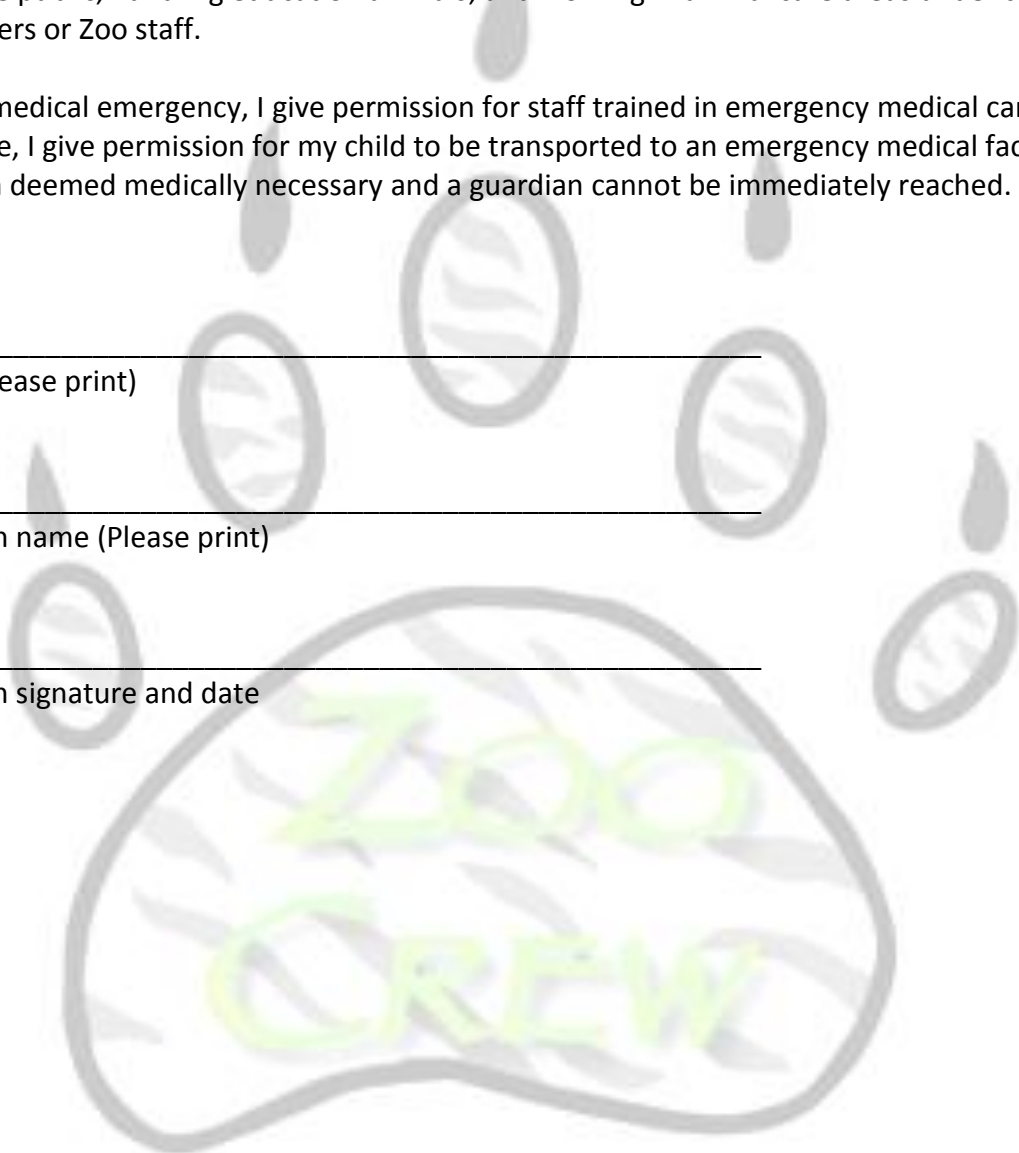 ers or Zoo staff.
medical emergency, I give permission for staff trained in emergency medical car
e, I give permission for my child to be transported to an emergency medical fac
deemed medically necessary and a guardian cannot be immediately reached.
ease print)
name (Please print)
signature and date
Zoo
CREW